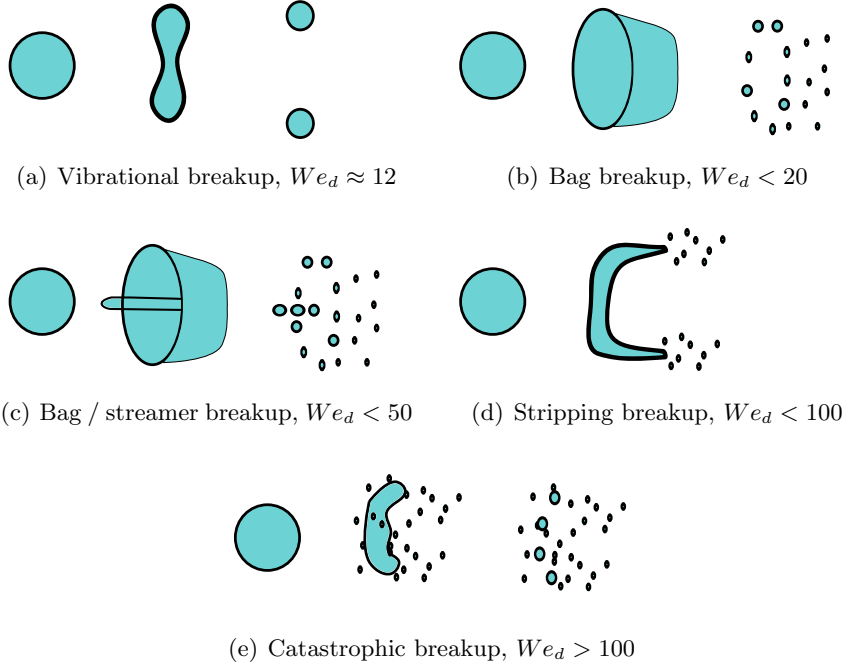 (a) Vibrational breakup, $We_d \approx 12$
(b) Bag breakup, $We_d < 20$
(c) Bag / streamer breakup, $We_d < 50$
(d) Stripping breakup, $We_d < 100$
(e) Catastrophic breakup, $We_d > 100$